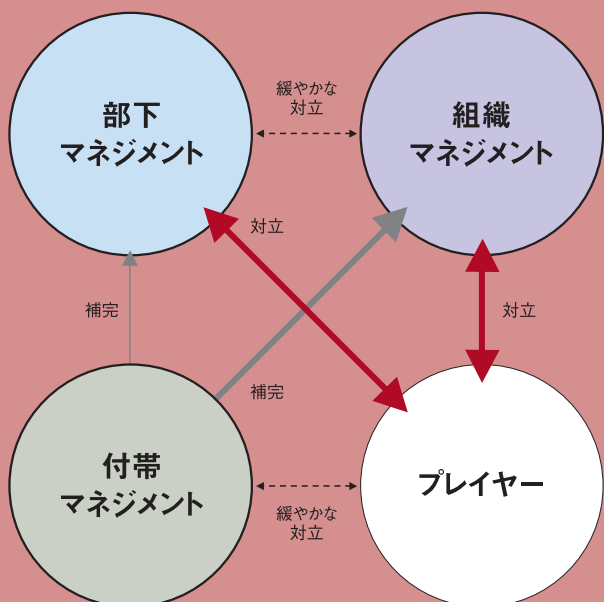 部下
マネジメント
緩やかな
対立
組織
マネジメント
対立
補完
対立
補完
付帯
マネジメント
緩やかな
対立
プレイヤー